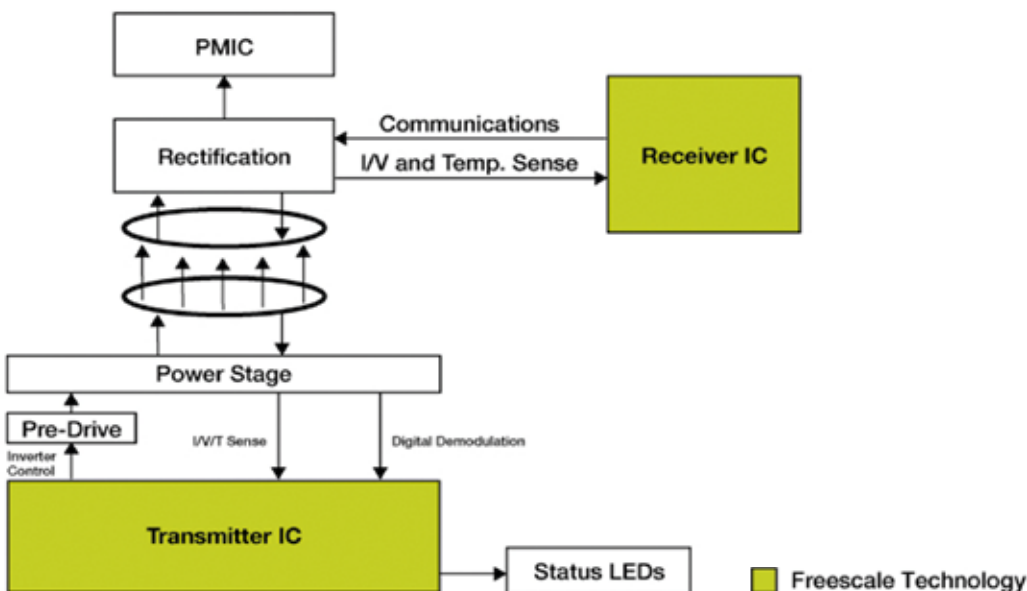 PMIC
Communications
Rectification
I/V and Temp. Sense
Receiver IC
Power Stage
Pre-Drive
I/V/T Sense
Digital Demodulation
Inverter
Control
Transmitter IC
Status LEDs
Freescale Technology